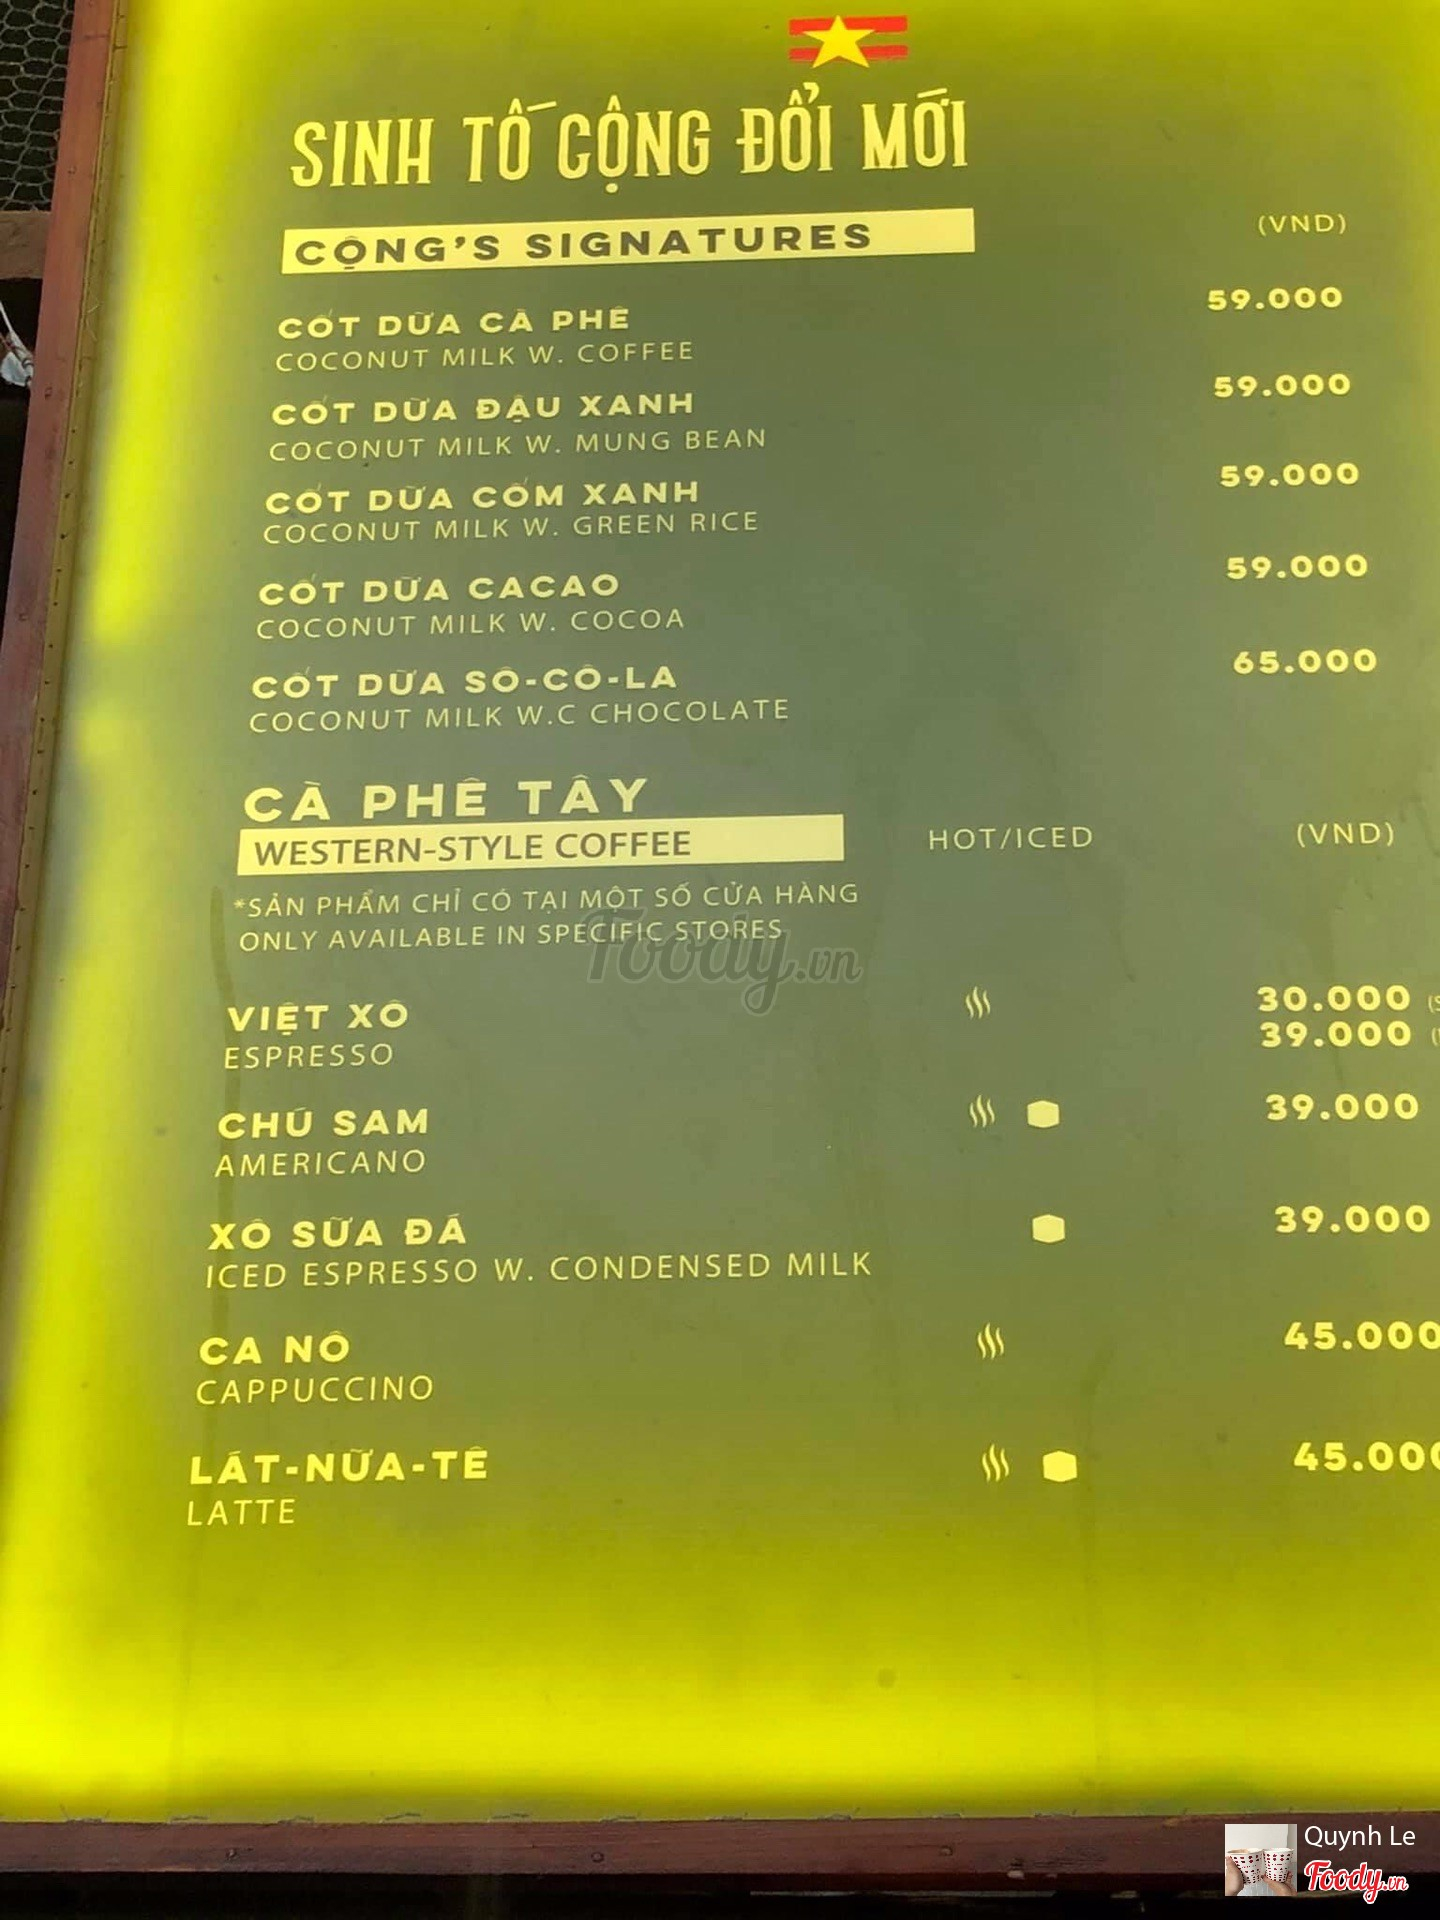 SINH TỐ CỘNG ĐỔI MỚI
CỘNG'S SIGNATURES (VND)
CỐT DỪA CÀ PHÊ 59.000
COCONUT MILK W. COFFEE
CỐT DỪA ĐẬU XANH 59.000
COCONUT MILK W. MUNG BEAN
CỐT DỪA CỐM XANH 59.000
COCONUT MILK W. GREEN RICE
CỐT DỪA CACAO 59.000
COCONUT MILK W. COCOA
CỐT DỪA SÔ-CÔ-LA 65.000
COCONUT MILK W.C CHOCOLATE
CÀ PHÊ TÂY
WESTERN-STYLE COFFEE HOT/ICED (VND)
*SẢN PHẨM CHỈ CÓ TẠI MỘT SỐ CỬA HÀNG
ONLY AVAILABLE IN SPECIFIC STORES
Foody.vn
VIỆT XÔ 30.000
39.000
ESPRESSO
CHÚ SAM 39.000
AMERICANO
XÔ SỮA ĐÁ 39.000
ICED ESPRESSO W. CONDENSED MILK
CA NÔ 45.000
CAPPUCCINO
LÁT-NỮA-TÊ 45.000
LATTE
Quynh Le
Foody.vn